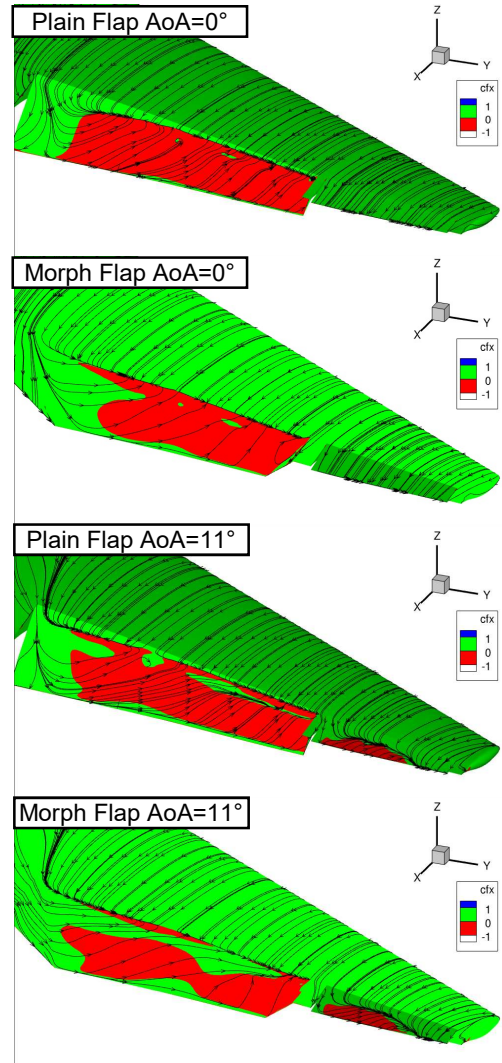 Plain Flap AoA=0°
Z
Y
X
cfx
1
0
-1
Morph Flap AoA=0°
Z
Y
X
cfx
1
0
-1
Plain Flap AoA=11°
Z
Y
X
cfx
1
0
-1
Morph Flap AoA=11°
Z
Y
X
cfx
1
0
-1